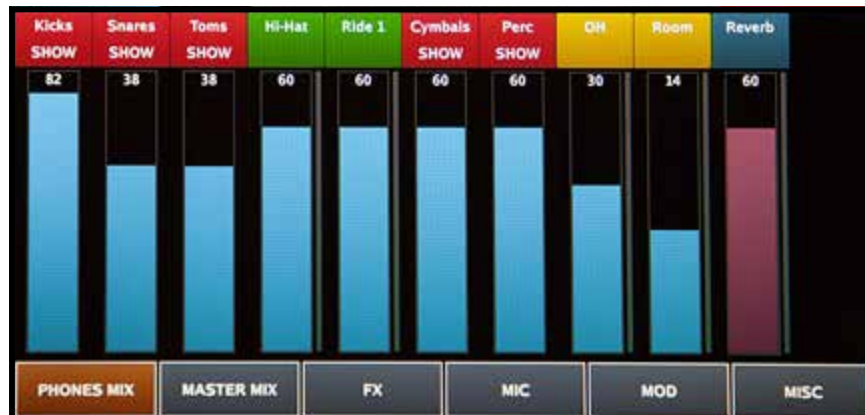 Kicks Snares Toms Hi-Hat Ride 1 Cymbals Perc OH Room Reverb
SHOW SHOW SHOW SHOW SHOW
82 38 38 60 60 60 60 30 14 60
PHONES MIX MASTER MIX FX MIC MOD MISC